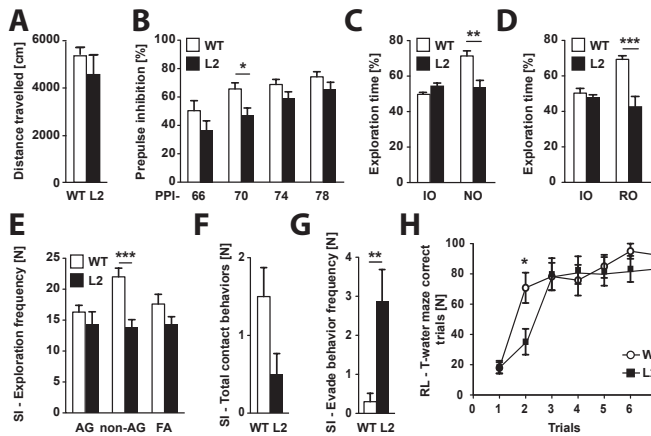 A
Distance travelled [cm]
6000
4000
2000
0
WT L2
B
Prepulse inhibition [%]
100
80
60
40
20
0
WT
L2
*
PPI- 66 70 74 78
C
Exploration time [%]
80
60
40
20
0
**
IO NO
D
Exploration time [%]
80
60
40
20
0
***
IO RO
E
SI - Exploration frequency [N]
25
20
15
10
5
0
WT
L2
***
AG non-AG FA
F
SI - Total contact behaviors [N]
2
1
0
WT L2
G
SI - Evade behavior frequency [N]
4
3
2
1
0
**
WT L2
H
RL - T-water maze correct
trials [N]
100
80
60
40
20
0
*
0 1 2 3 4 5 6
Trials